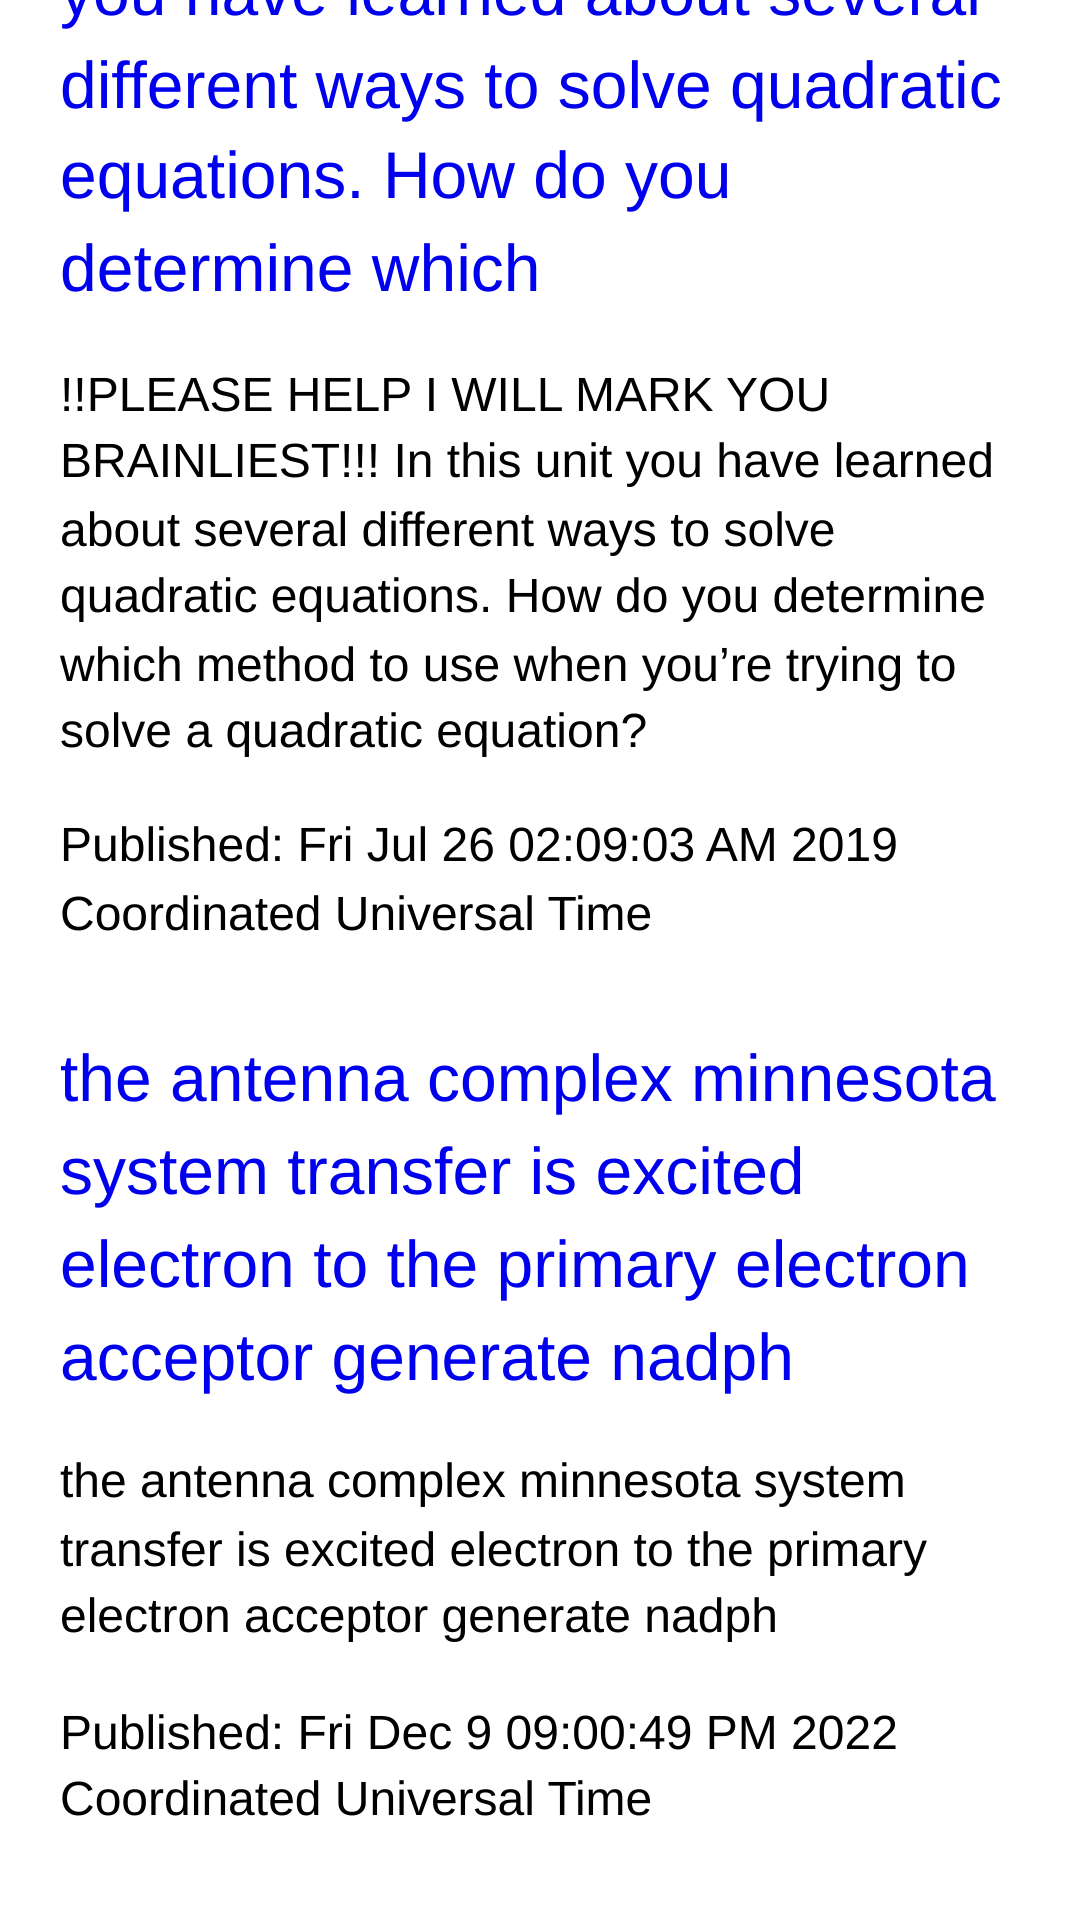 you have learned about several
different ways to solve quadratic
equations. How do you
determine which
!!PLEASE HELP I WILL MARK YOU
BRAINLIEST!!! In this unit you have learned
about several different ways to solve
quadratic equations. How do you determine
which method to use when you’re trying to
solve a quadratic equation?
Published: Fri Jul 26 02:09:03 AM 2019
Coordinated Universal Time
the antenna complex minnesota
system transfer is excited
electron to the primary electron
acceptor generate nadph
the antenna complex minnesota system
transfer is excited electron to the primary
electron acceptor generate nadph
Published: Fri Dec 9 09:00:49 PM 2022
Coordinated Universal Time